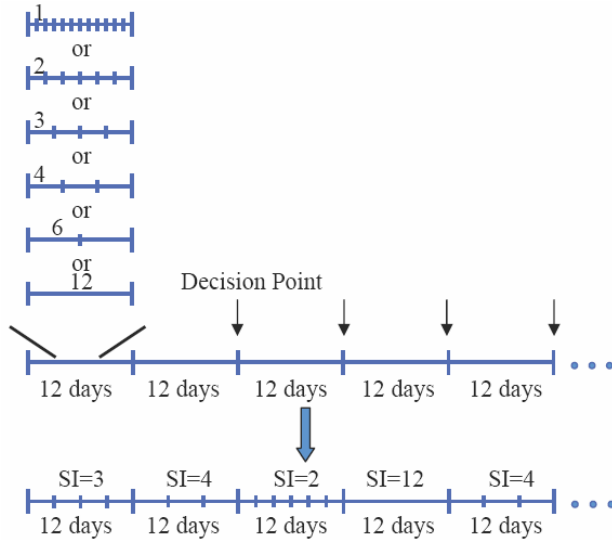 1
or
2
or
3
or
4
or
6
or
12
Decision Point
12 days 12 days 12 days 12 days 12 days
SI=3 SI=4 SI=2 SI=12 SI=4
12 days 12 days 12 days 12 days 12 days